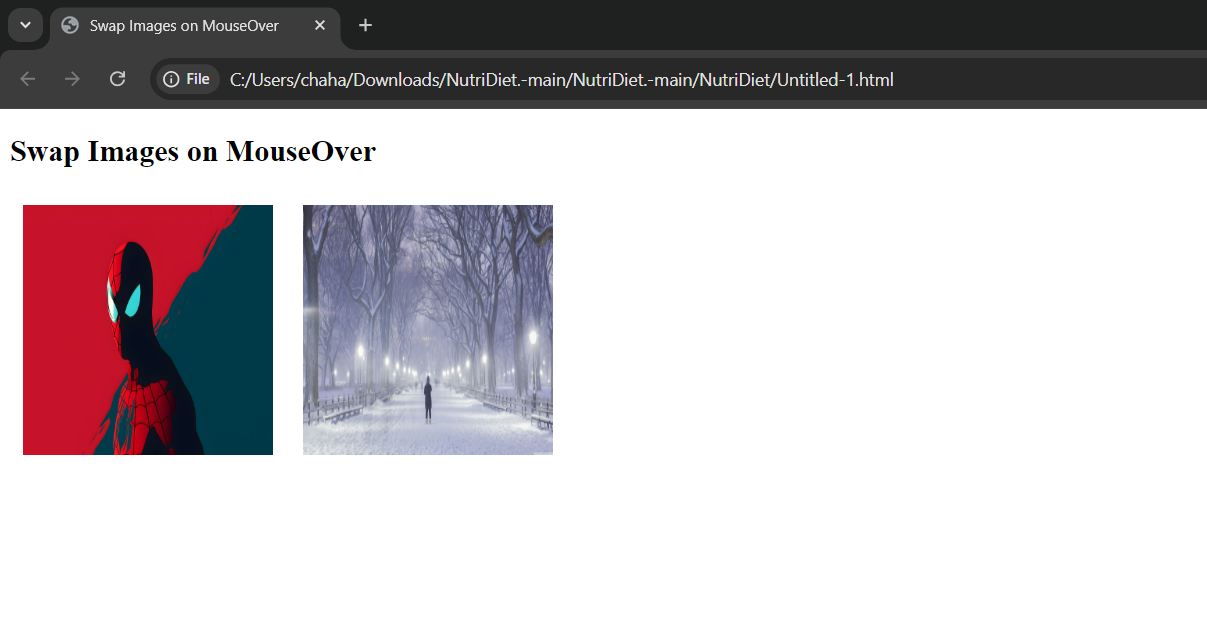 Swap Images on MouseOver
File C:/Users/chaha/Downloads/NutriDiet.-main/NutriDiet.-main/NutriDiet/Untitled-1.html
Swap Images on MouseOver